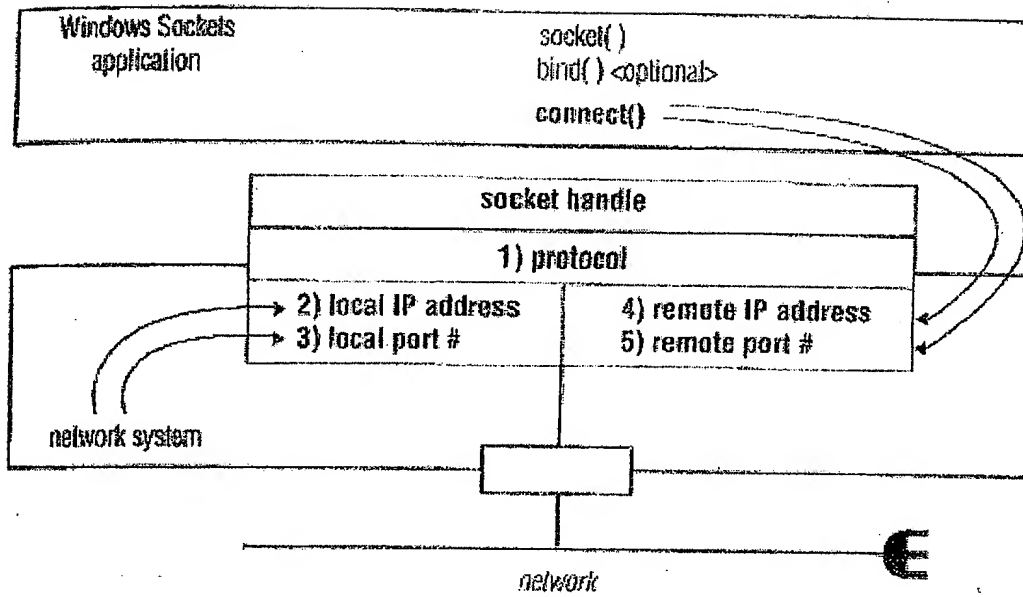 Windows Sockets
application
socket( )
bind( ) <optional>
connect()
socket handle
1) protocol
2) local IP address
3) local port #
4) remote IP address
5) remote port #
network system
network